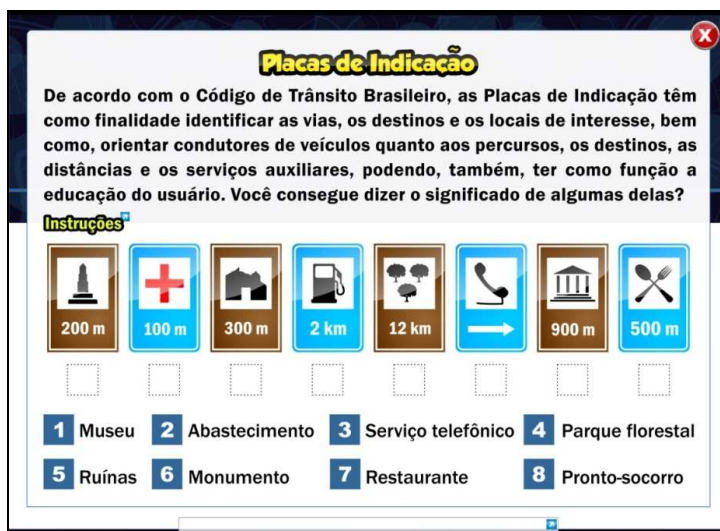 X
Placas de Indicação
De acordo com o Código de Trânsito Brasileiro, as Placas de Indicação têm
como finalidade identificar as vias, os destinos e os locais de interesse, bem
como, orientar condutores de veículos quanto aos percursos, os destinos, as
distâncias e os serviços auxiliares, podendo, também, ter como função a
educação do usuário. Você consegue dizer o significado de algumas delas?
Instruções
200 m 100 m 300 m 2 km 12 km 900 m 500 m
1 Museu 2 Abastecimento 3 Serviço telefônico 4 Parque florestal
5 Ruínas 6 Monumento 7 Restaurante 8 Pronto-socorro